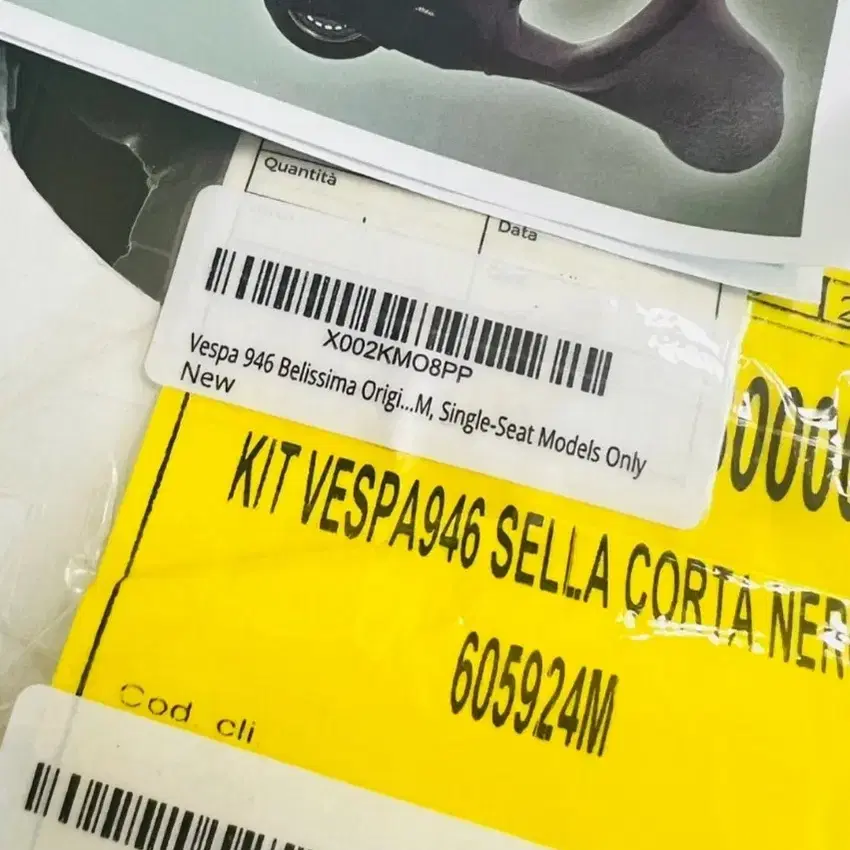 Quantità
Data
X002KMO8PP
Vespa 946 Belissima Origi...M, Single-Seat Models Only
New
KIT VESPA946 SELLA CORTA NER
605924M
Cod. cli